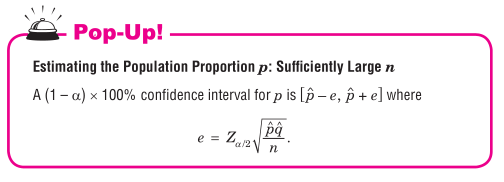 Pop-Up!
Estimating the Population Proportion p: Sufficiently Large n
A (1 – α) × 100% confidence interval for p is [p̂ – e, p̂ + e] where
e = Z_{α/2} √(p̂q̂/n).